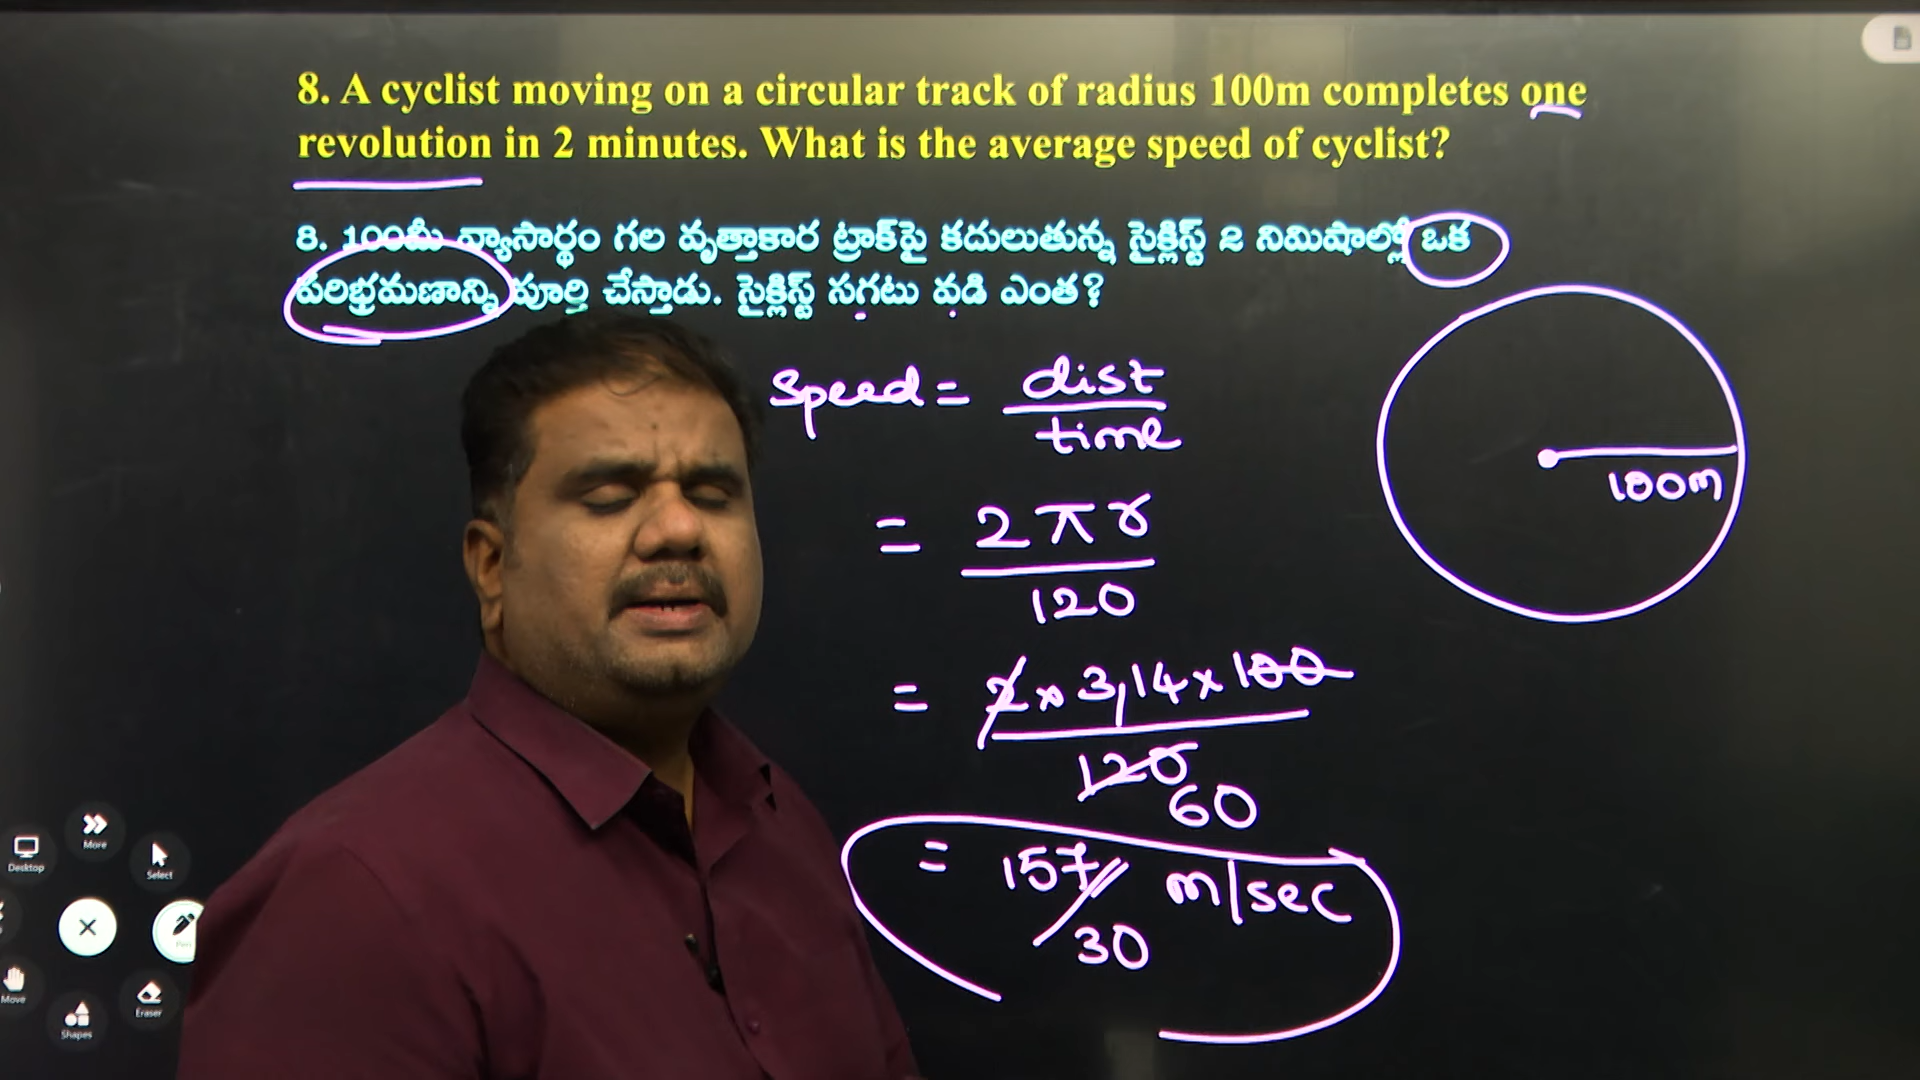 8. A cyclist moving on a circular track of radius 100m completes one
revolution in 2 minutes. What is the average speed of cyclist?
8. 100మీ వ్యాసార్థం గల వృత్తాకార ట్రాక్‌పై కదులుతున్న సైక్లిస్ట్ 2 నిమిషాల్లో ఒక
పరిభ్రమణాన్ని పూర్తి చేస్తాడు. సైక్లిస్ట్ సగటు వడి ఎంత?
Speed = dist
time
100m
= 2πr
120
= 2 x 3.14 x 100
120
60
= 157/30 m/sec
Desktop
More
Select
Pen
Move
Shapes
Eraser